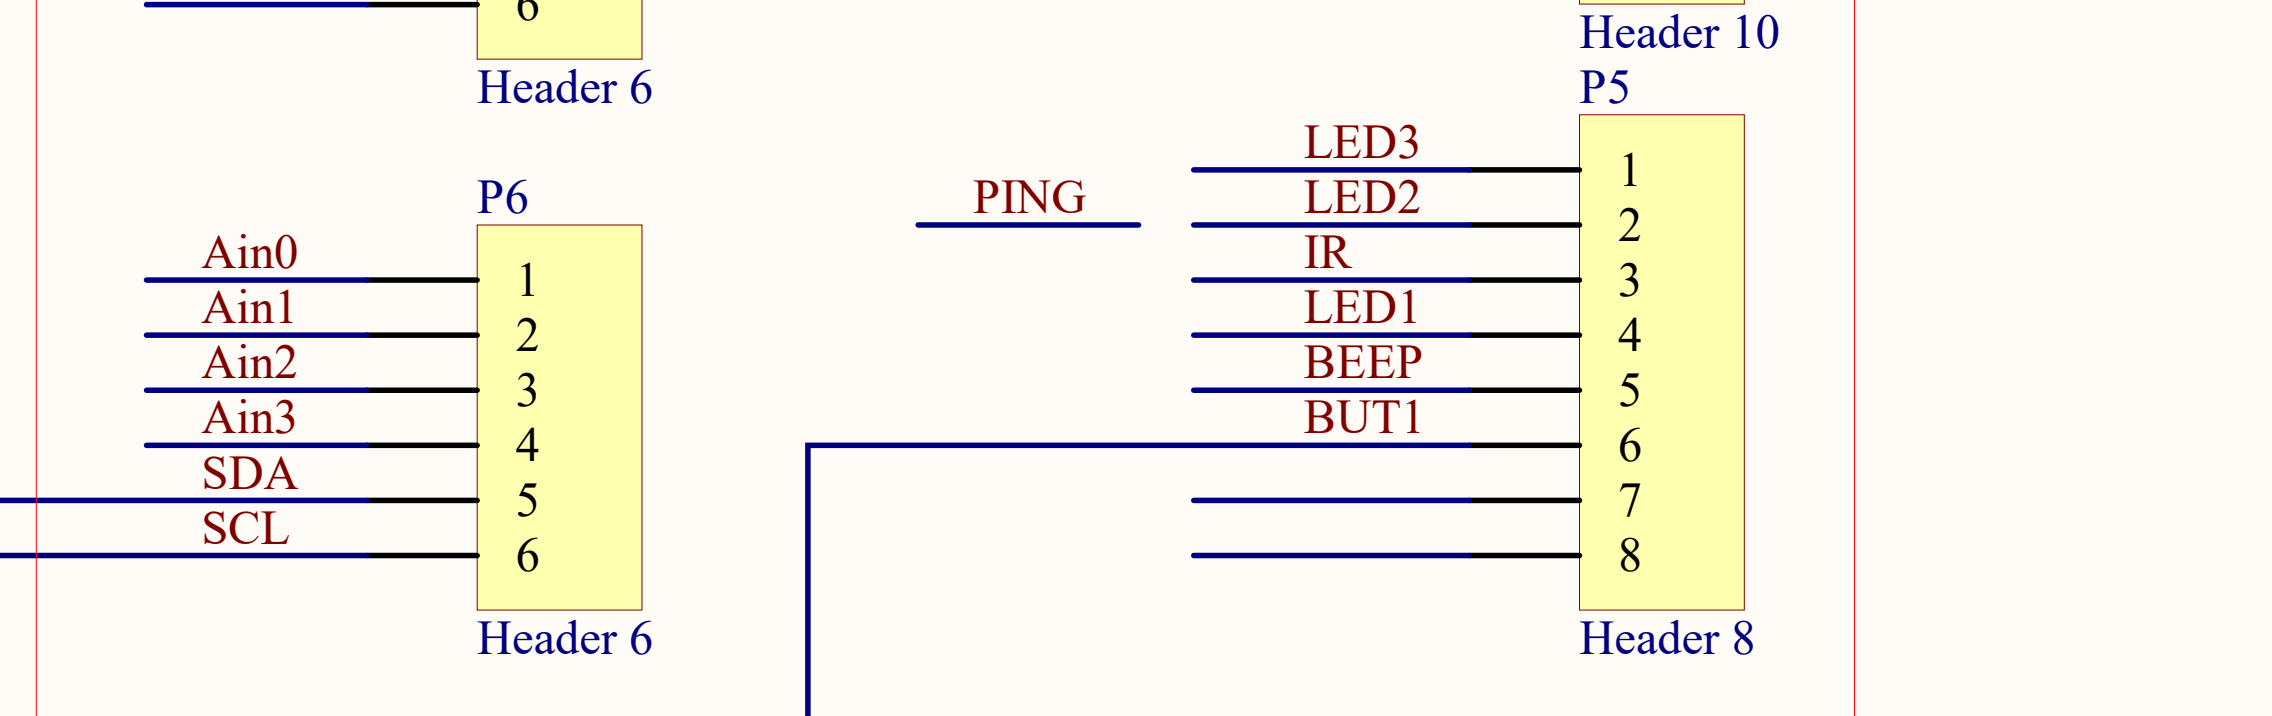 6
Header 6
P6
Ain0
1
Ain1
2
Ain2
3
Ain3
4
SDA
5
SCL
6
Header 6
PING
Header 10
P5
LED3
1
LED2
2
IR
3
LED1
4
BEEP
5
BUT1
6
7
8
Header 8